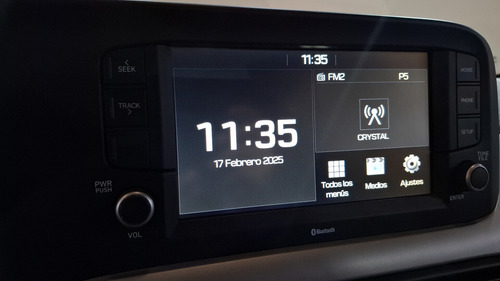 11:35
SEEK
TRACK
PWR
PUSH
VOL
11:35
17 Febrero 2025
FM2 P5
CRYSTAL
Todos los
menús
Medios
Ajustes
HOME
PHONE
SETUP
TUNE
FILE
ENTER
Bluetooth